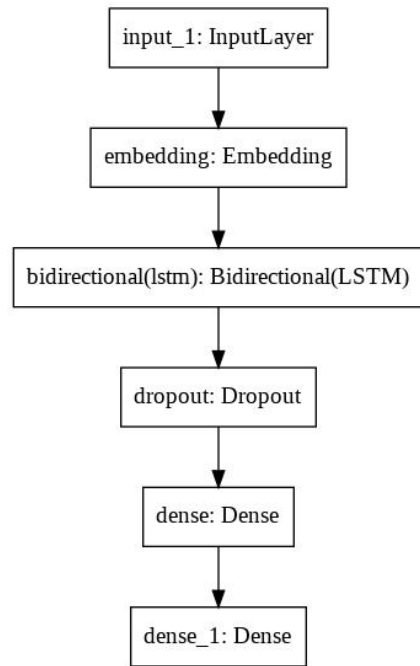 input_1: InputLayer
embedding: Embedding
bidirectional(lstm): Bidirectional(LSTM)
dropout: Dropout
dense: Dense
dense_1: Dense